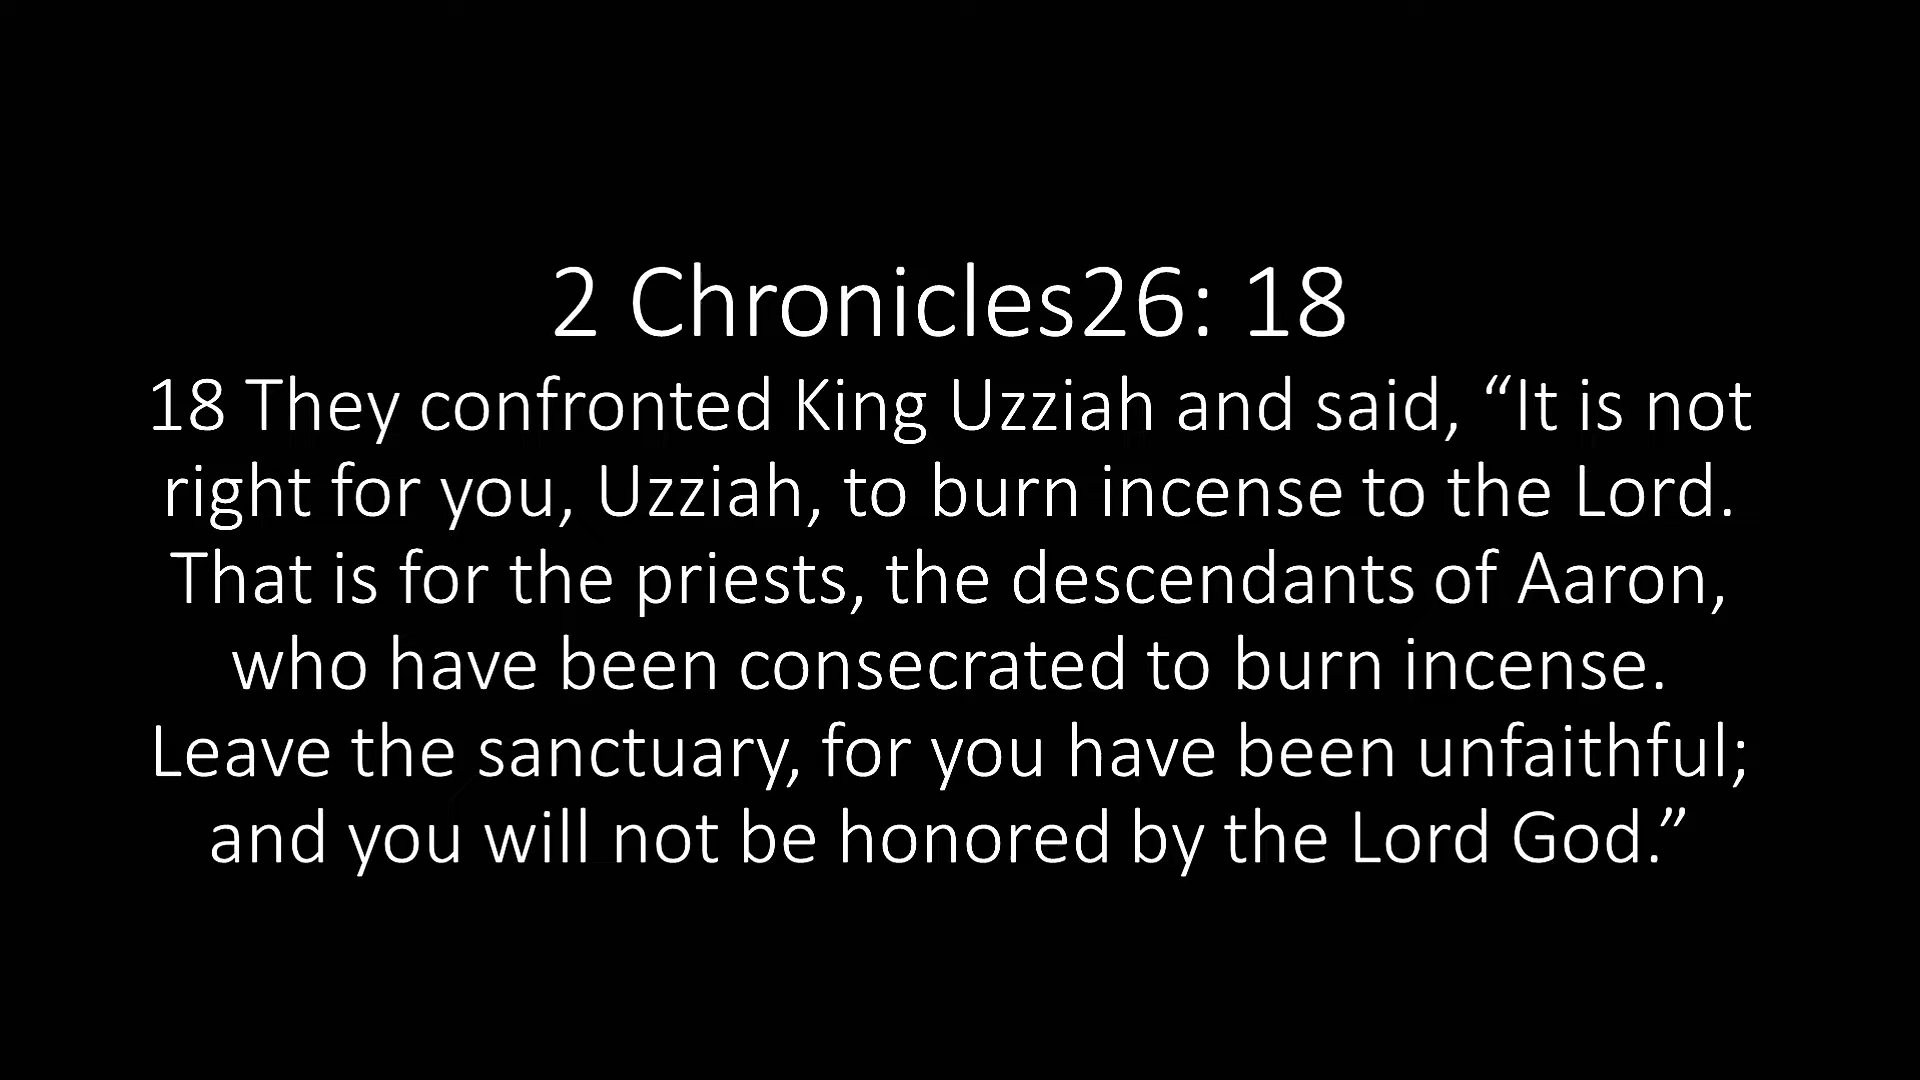 2 Chronicles26: 18
18 They confronted King Uzziah and said, “It is not
right for you, Uzziah, to burn incense to the Lord.
That is for the priests, the descendants of Aaron,
who have been consecrated to burn incense.
Leave the sanctuary, for you have been unfaithful;
and you will not be honored by the Lord God.”